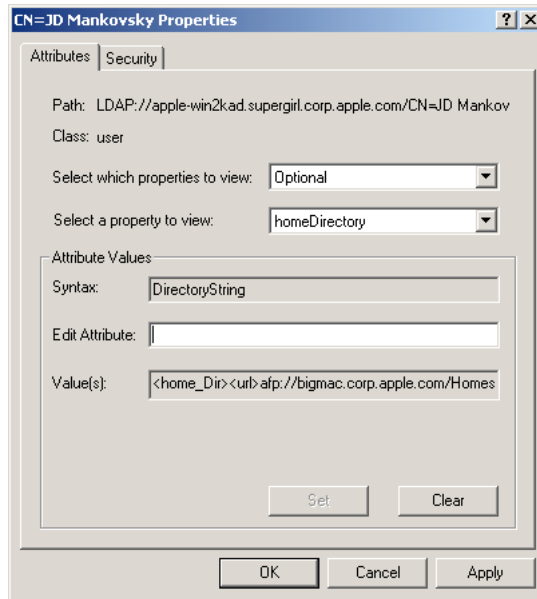 CN=JD Mankovsky Properties
Attributes Security
Path: LDAP://apple-win2kad.supergirl.corp.apple.com/CN=JD Mankov
Class: user
Select which properties to view: Optional
Select a property to view: homeDirectory
Attribute Values
Syntax: DirectoryString
Edit Attribute:
Value(s): <home_Dir><url>afp://bigmac.corp.apple.com/Homes
Set Clear
OK Cancel Apply